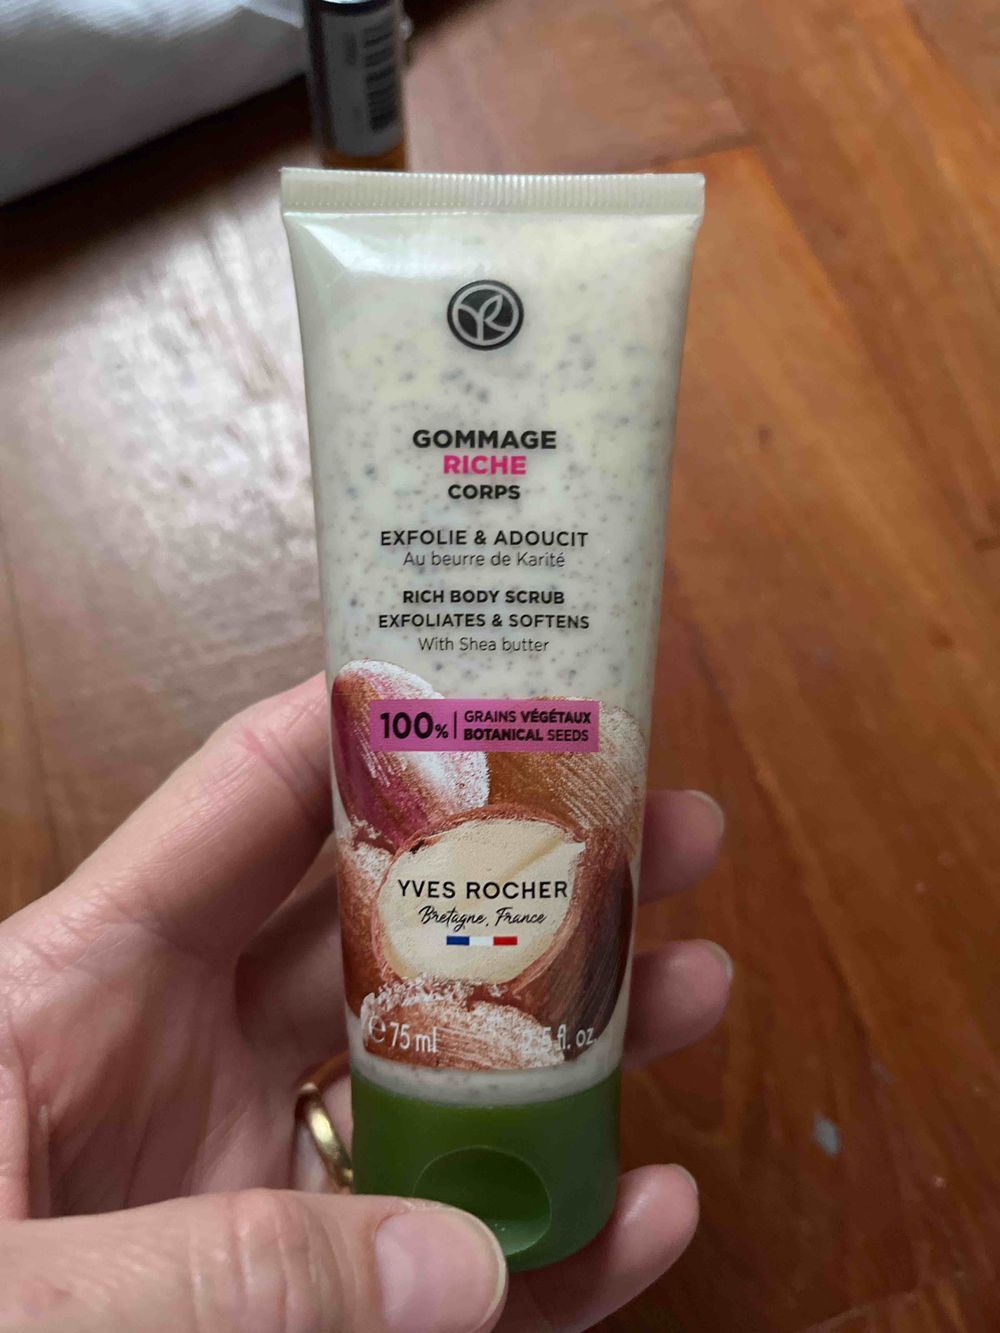 GOMMAGE
RICHE
CORPS
EXFOLIE & ADOUCIT
Au beurre de Karité
RICH BODY SCRUB
EXFOLIATES & SOFTENS
With Shea butter
100% GRAINS VÉGÉTAUX
BOTANICAL SEEDS
YVES ROCHER
Bretagne, France
e 75 ml 2.5 fl. oz.